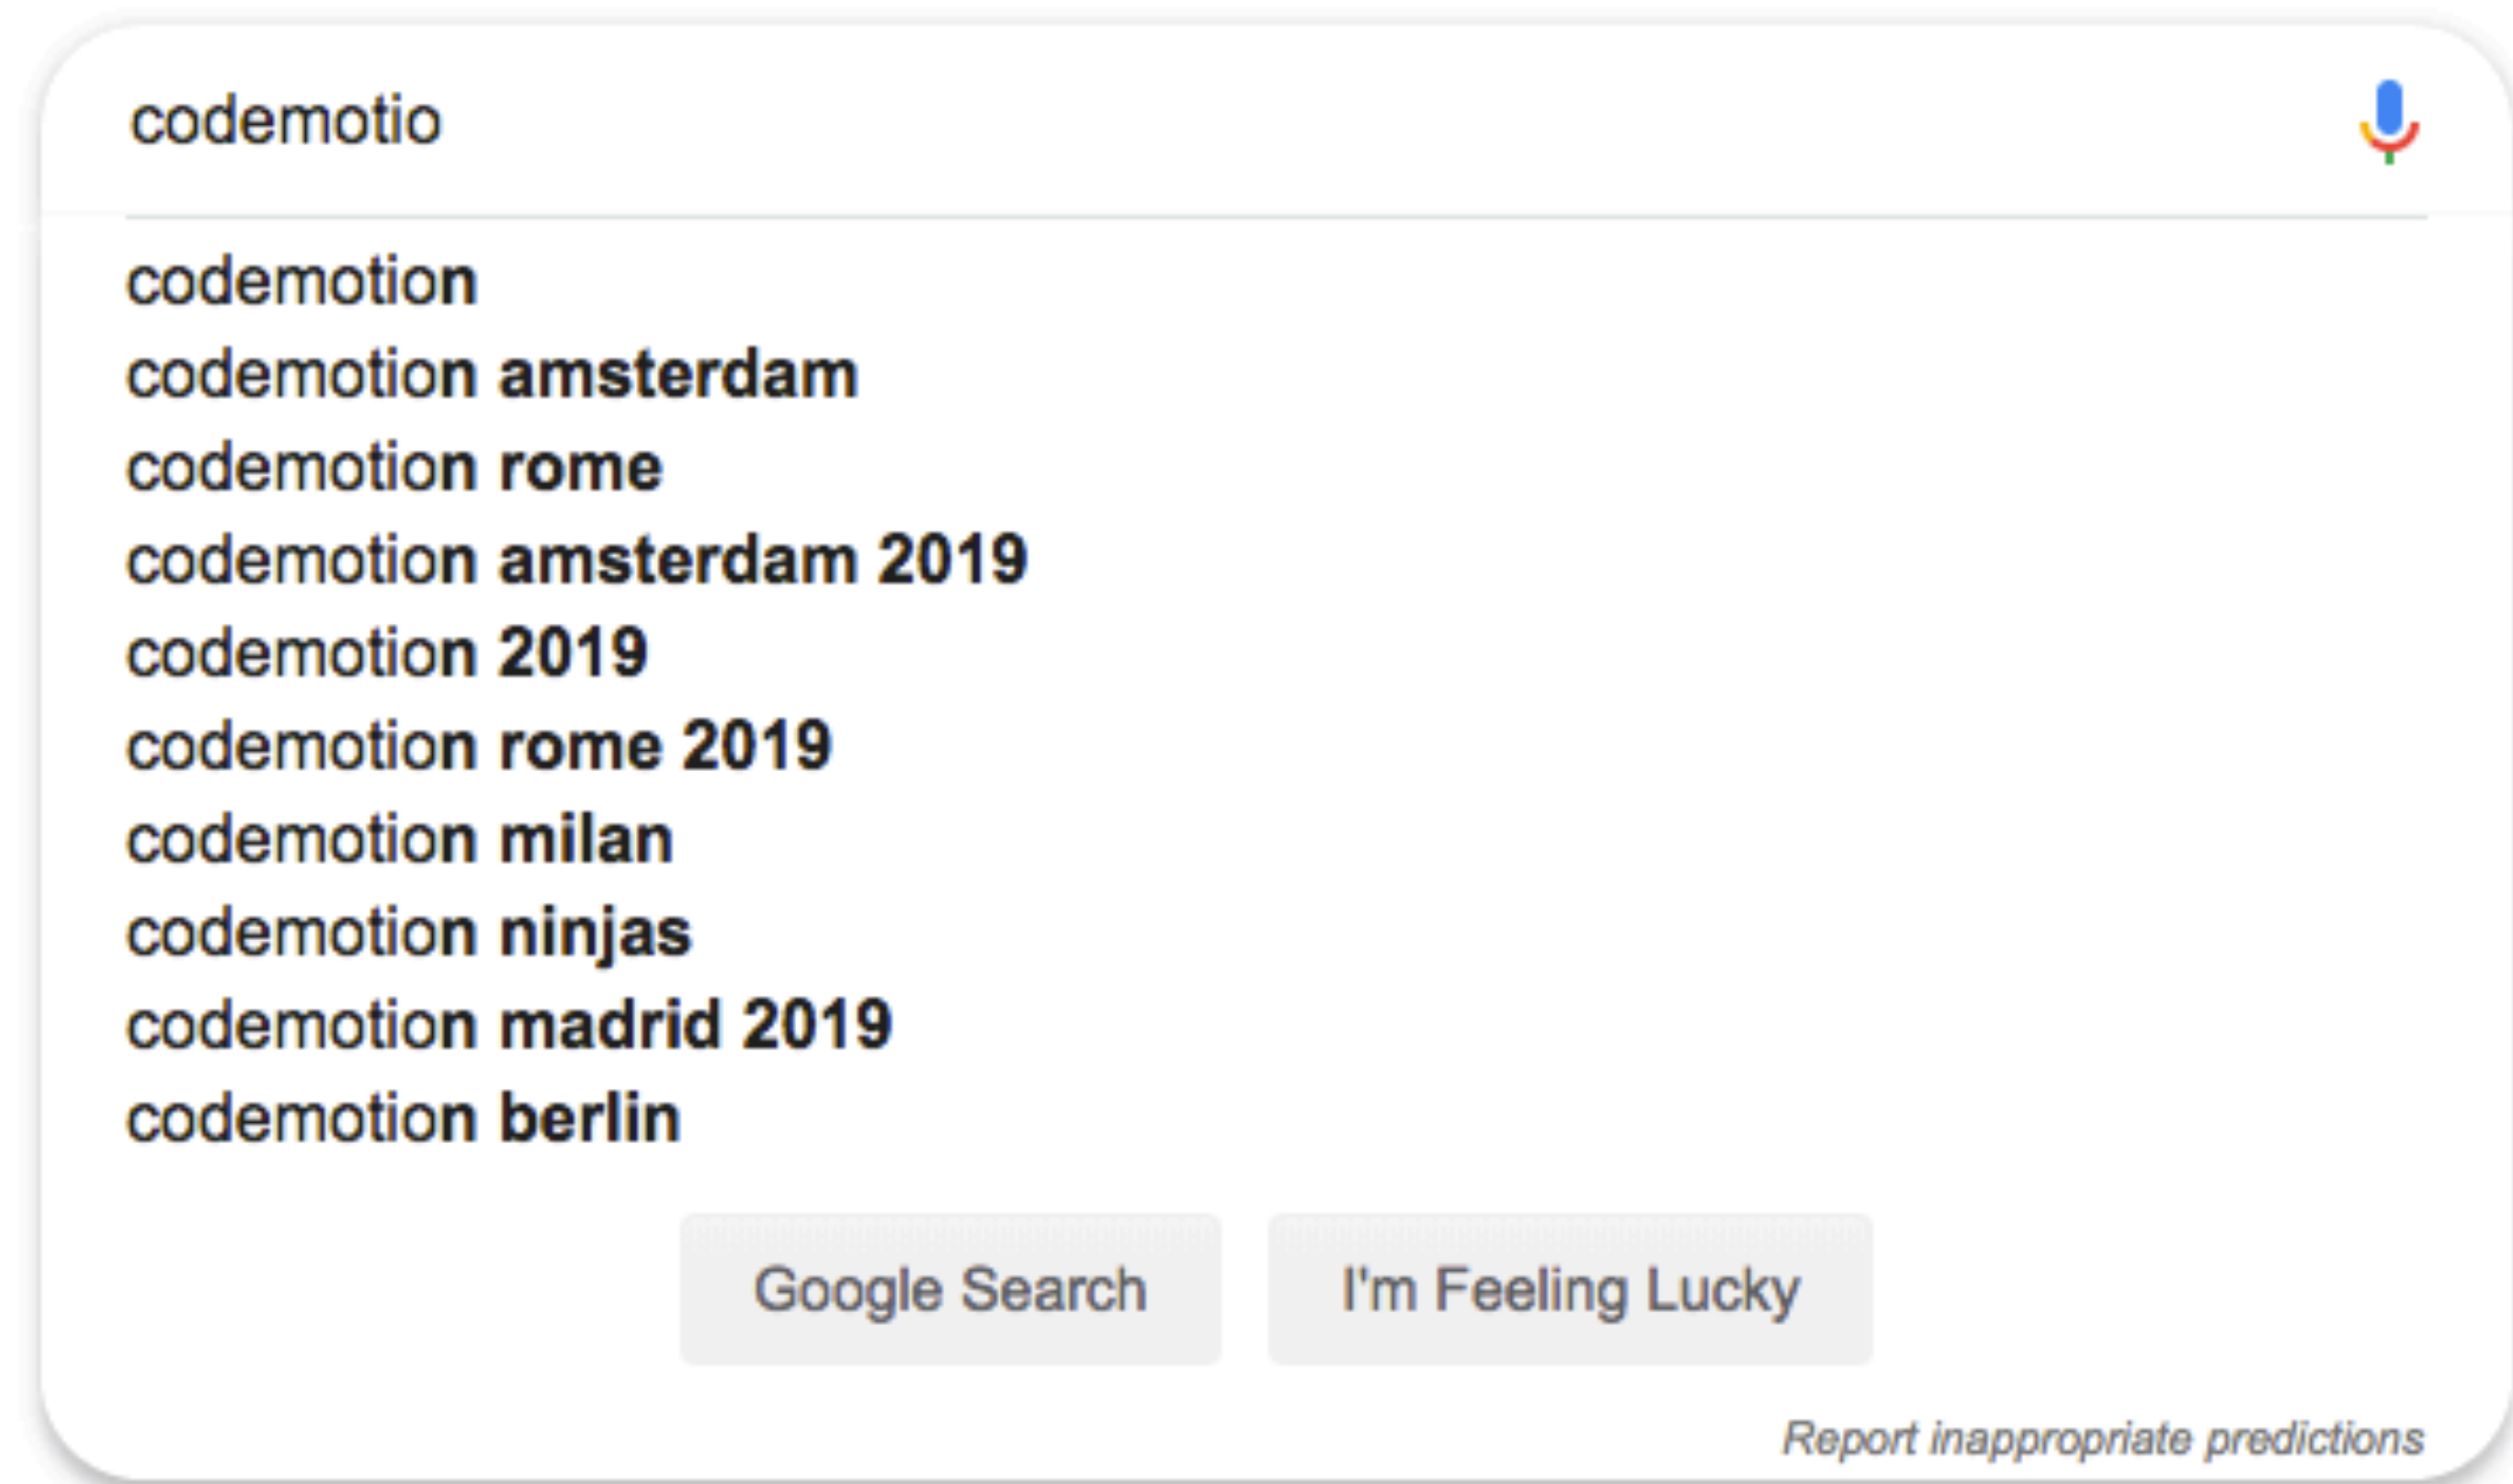 codemotio
codemotion
codemotion amsterdam
codemotion rome
codemotion amsterdam 2019
codemotion 2019
codemotion rome 2019
codemotion milan
codemotion ninjas
codemotion madrid 2019
codemotion berlin
Google Search I'm Feeling Lucky
Report inappropriate predictions